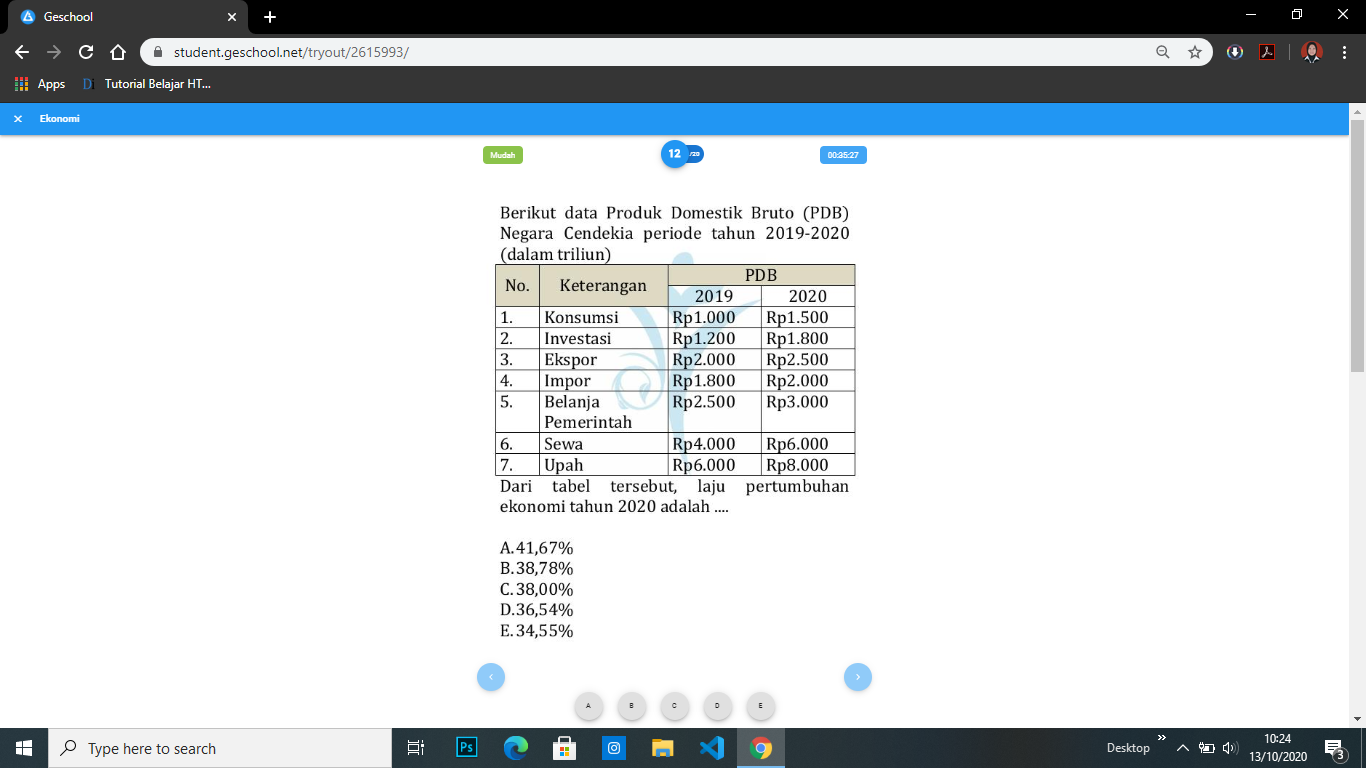 Geschool
student.geschool.net/tryout/2615993/
Apps
Tutorial Belajar HT...
Ekonomi
Mudah
12 /20
00:35:27
Berikut data Produk Domestik Bruto (PDB)
Negara Cendekia periode tahun 2019-2020
(dalam triliun)
No. Keterangan PDB
2019 2020
1. Konsumsi Rp1.000 Rp1.500
2. Investasi Rp1.200 Rp1.800
3. Ekspor Rp2.000 Rp2.500
4. Impor Rp1.800 Rp2.000
5. Belanja Rp2.500 Rp3.000
Pemerintah
6. Sewa Rp4.000 Rp6.000
7. Upah Rp6.000 Rp8.000
Dari tabel tersebut, laju pertumbuhan
ekonomi tahun 2020 adalah ....
A. 41,67%
B. 38,78%
C. 38,00%
D. 36,54%
E. 34,55%
A B C D E
Type here to search
Ps
Desktop
10:24
13/10/2020
3